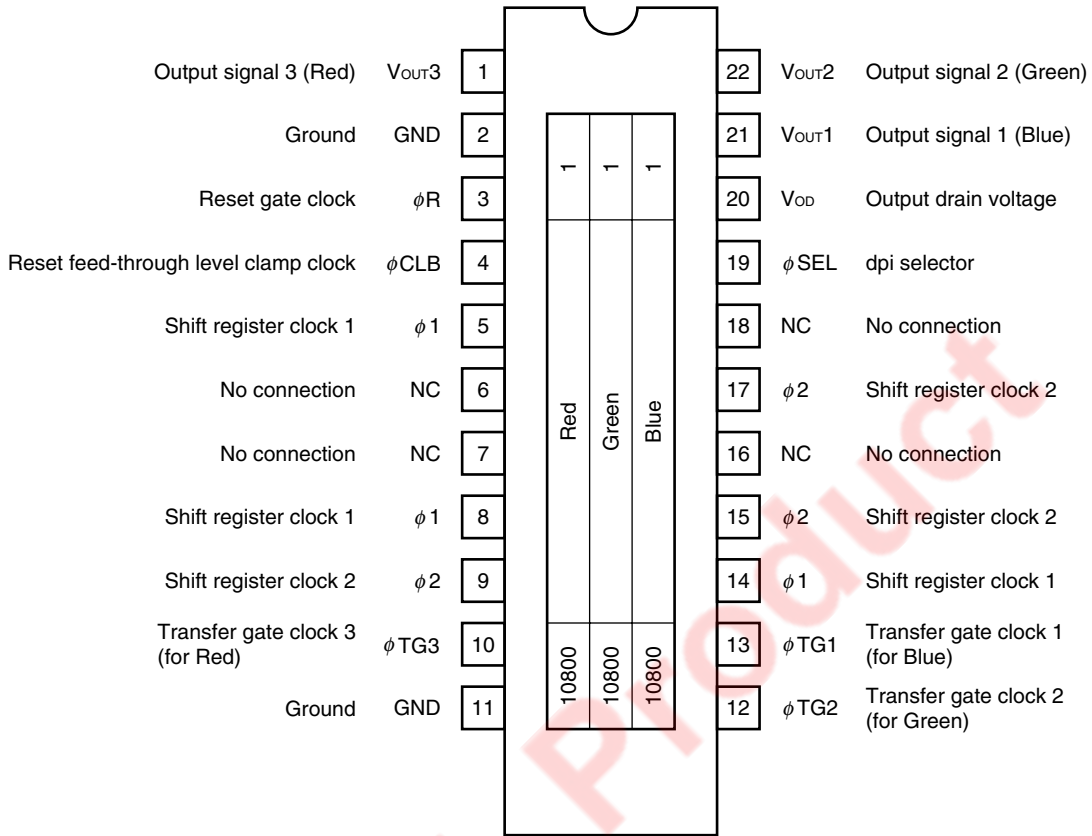 Output signal 3 (Red) VOUT3 1
22 VOUT2 Output signal 2 (Green)
Ground GND 2
21 VOUT1 Output signal 1 (Blue)
Reset gate clock ϕR 3
20 VOD Output drain voltage
Reset feed-through level clamp clock ϕCLB 4
19 ϕSEL dpi selector
Shift register clock 1 ϕ1 5
18 NC No connection
No connection NC 6
17 ϕ2 Shift register clock 2
No connection NC 7
16 NC No connection
Shift register clock 1 ϕ1 8
15 ϕ2 Shift register clock 2
Shift register clock 2 ϕ2 9
14 ϕ1 Shift register clock 1
Transfer gate clock 3
(for Red)
ϕTG3 10
13 ϕTG1
Transfer gate clock 1
(for Blue)
Ground GND 11
12 ϕTG2
Transfer gate clock 2
(for Green)
1 1 1
Red Green Blue
10800 10800 10800
Product